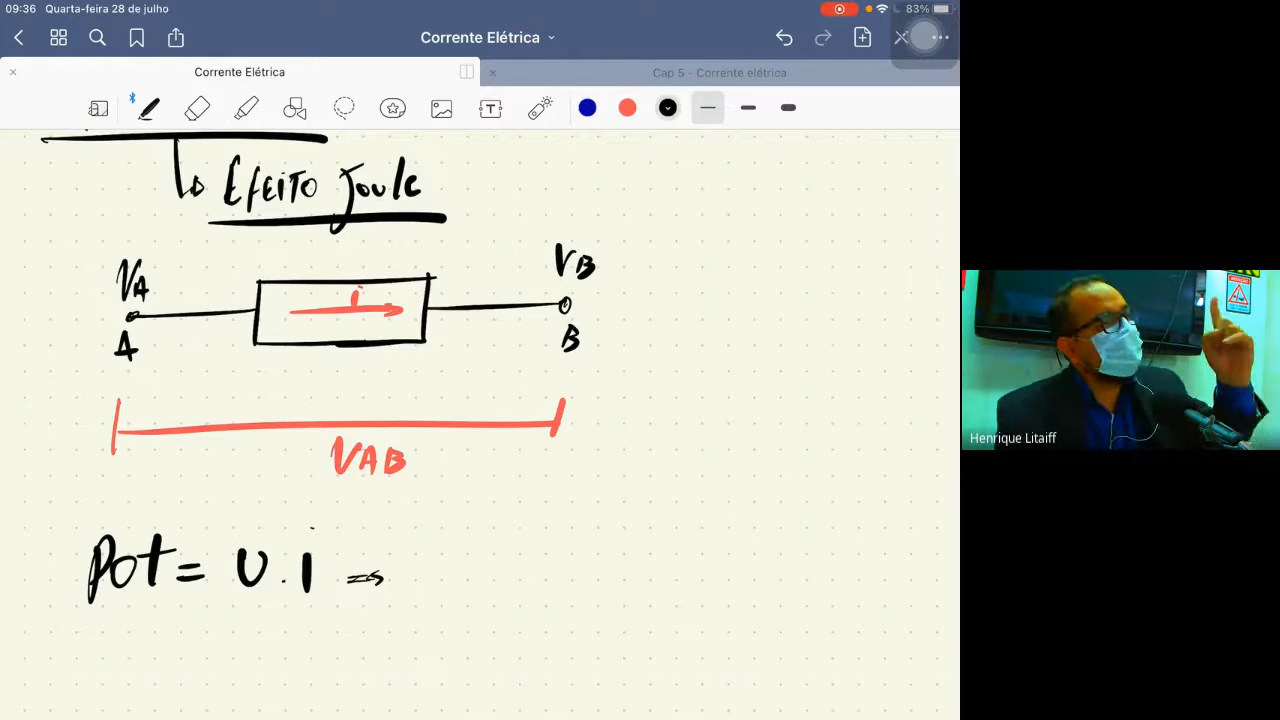 09:36 Quarta-feira 28 de julho
83%
Corrente Elétrica
Corrente Elétrica
Cap 5 - Corrente elétrica
EFEITO Joule
VA
VB
i
A
B
VAB
Pot = U . i ⇒
Henrique Litaiff